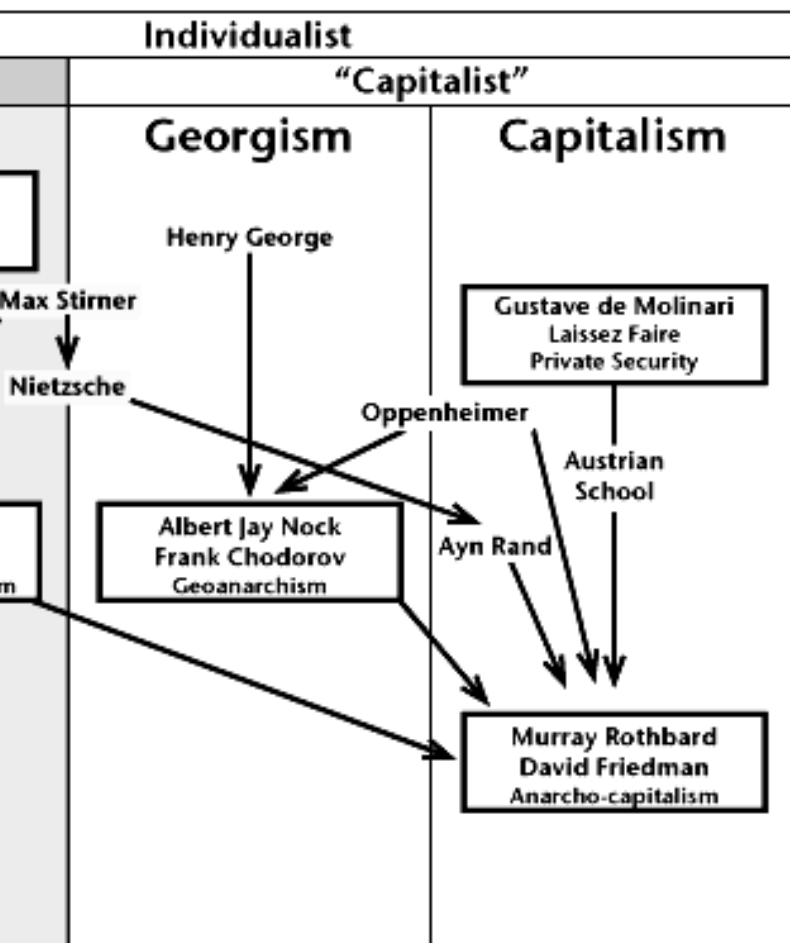 Individualist
“Capitalist”
Georgism
Capitalism
Henry George
Max Stirner
Gustave de Molinari
Laissez Faire
Private Security
Nietzsche
Oppenheimer
Austrian
School
Albert Jay Nock
Frank Chodorov
Geoanarchism
Ayn Rand
m
Murray Rothbard
David Friedman
Anarcho-capitalism